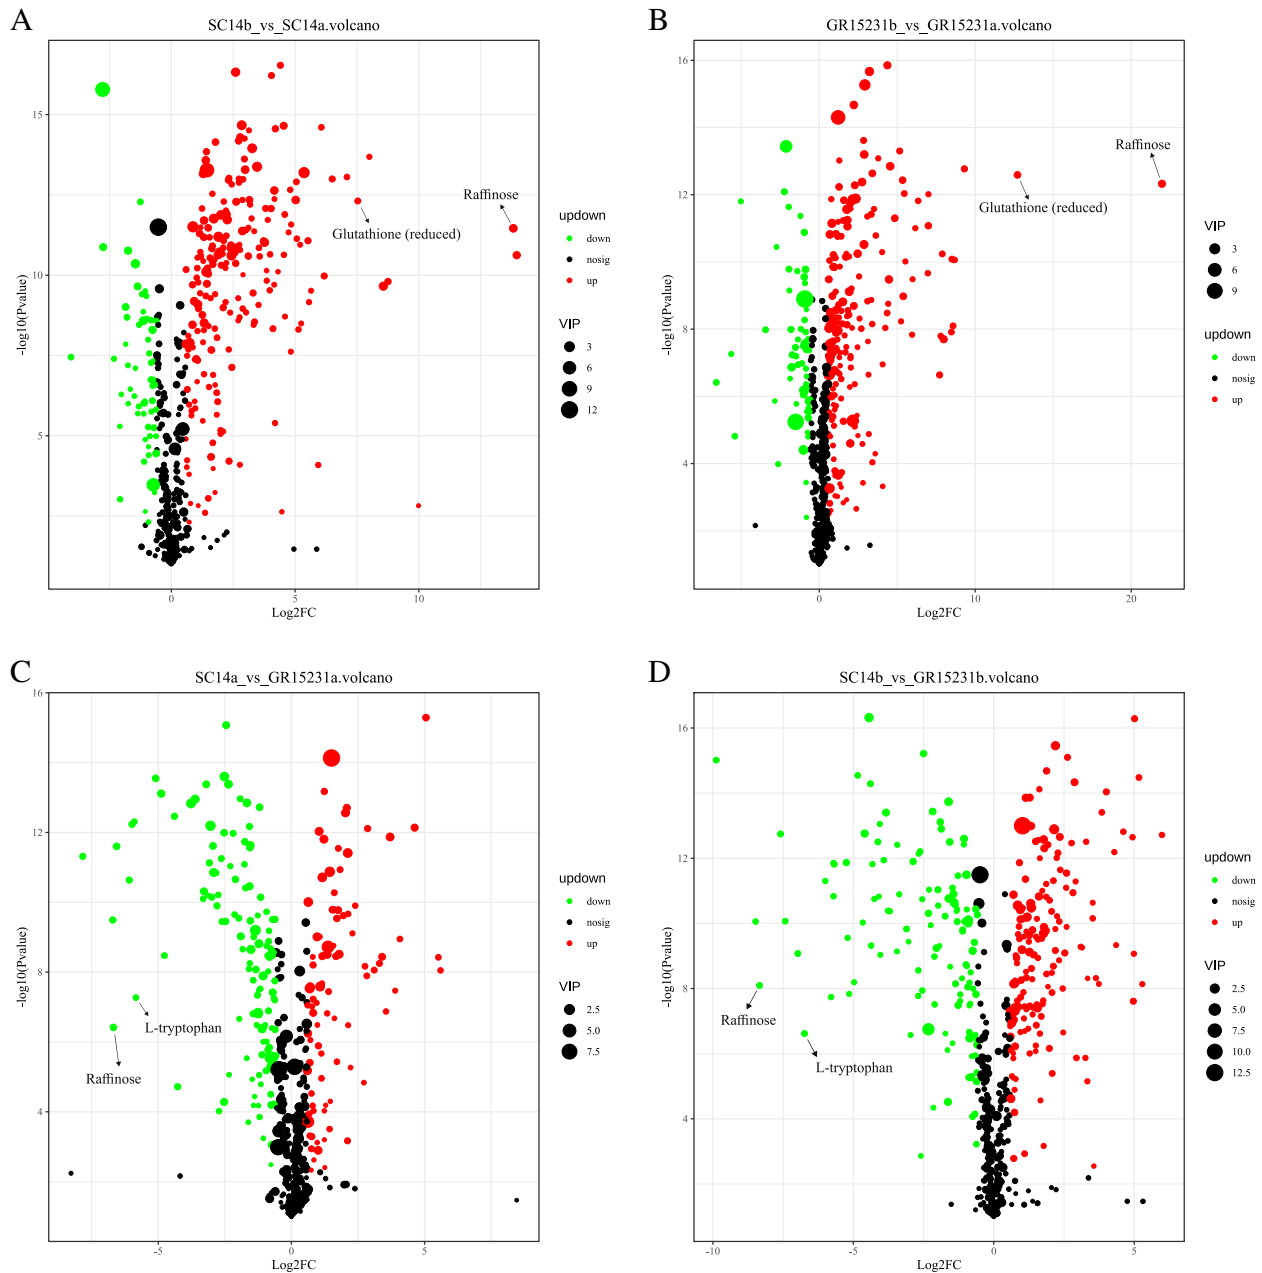 A
SC14b_vs_SC14a.volcano
-log10(Pvalue)
15
10
5
Raffinose
Glutathione (reduced)
0
5
10
Log2FC
updown
down
nosig
up
VIP
3
6
9
12
B
GR15231b_vs_GR15231a.volcano
-log10(Pvalue)
16
12
8
4
Raffinose
Glutathione (reduced)
0
10
20
Log2FC
VIP
3
6
9
updown
down
nosig
up
C
SC14a_vs_GR15231a.volcano
-log10(Pvalue)
16
12
8
4
L-tryptophan
Raffinose
-5
0
5
Log2FC
updown
down
nosig
up
VIP
2.5
5.0
7.5
D
SC14b_vs_GR15231b.volcano
-log10(Pvalue)
16
12
8
4
Raffinose
L-tryptophan
-10
-5
0
5
Log2FC
updown
down
nosig
up
VIP
2.5
5.0
7.5
10.0
12.5